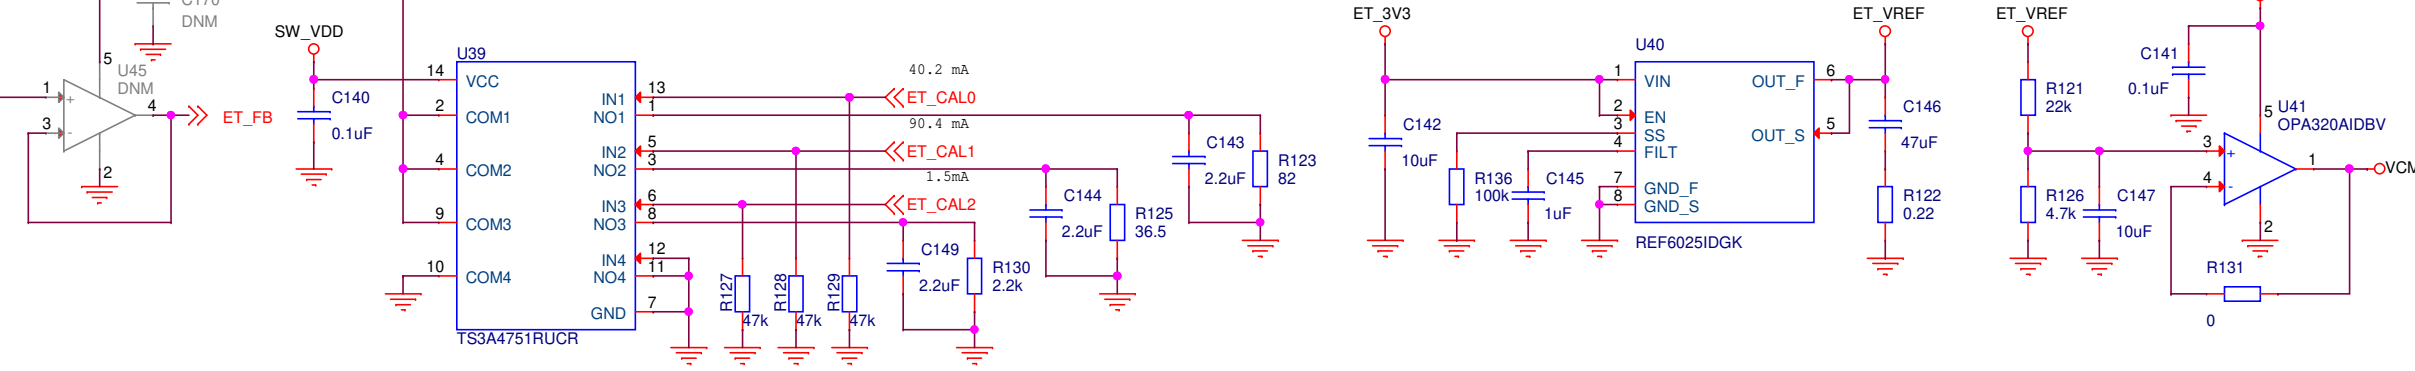 C170
DNM
5
U45
DNM
1
+
4
3
-
2
ET_FB
SW_VDD
C140
0.1uF
U39
14
VCC
2
COM1
4
COM2
9
COM3
10
COM4
IN1
13
NO1
1
IN2
5
NO2
3
IN3
6
NO3
8
IN4
12
NO4
11
GND
7
TS3A4751RUCR
40.2 mA
ET_CAL0
90.4 mA
ET_CAL1
1.5mA
ET_CAL2
R127
47k
R128
47k
R129
47k
C149
2.2uF
R130
2.2k
C144
2.2uF
R125
36.5
C143
2.2uF
R123
82
ET_3V3
C142
10uF
R136
100k
C145
1uF
U40
1
VIN
2
EN
3
SS
4
FILT
7
GND_F
8
GND_S
OUT_F
6
OUT_S
5
REF6025IDGK
ET_VREF
C146
47uF
R122
0.22
ET_VREF
R121
22k
R126
4.7k
C147
10uF
C141
0.1uF
U41
OPA320AIDBV
5
3
+
4
-
1
2
R131
0
VCM